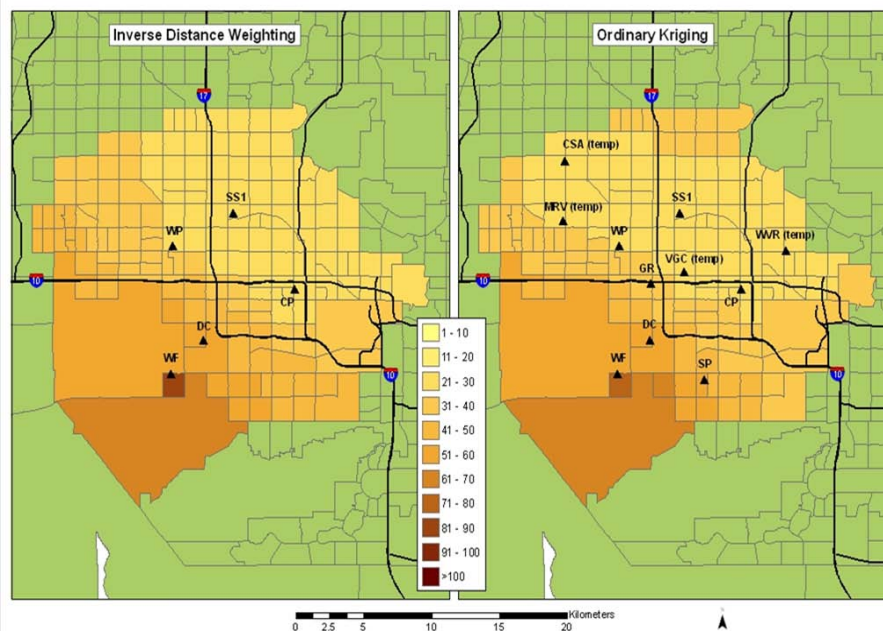 Inverse Distance Weighting
17
SS1
WP
10
CP
DC
WF
10
Ordinary Kriging
17
CSA (temp)
MRV (temp)
SS1
WP
WVR (temp)
VGC (temp)
GR
CP
DC
WF
SP
10
1 - 10
11 - 20
21 - 30
31 - 40
41 - 50
51 - 60
61 - 70
71 - 80
81 - 90
91 - 100
>100
Kilometers
0 2.5 5 10 15 20